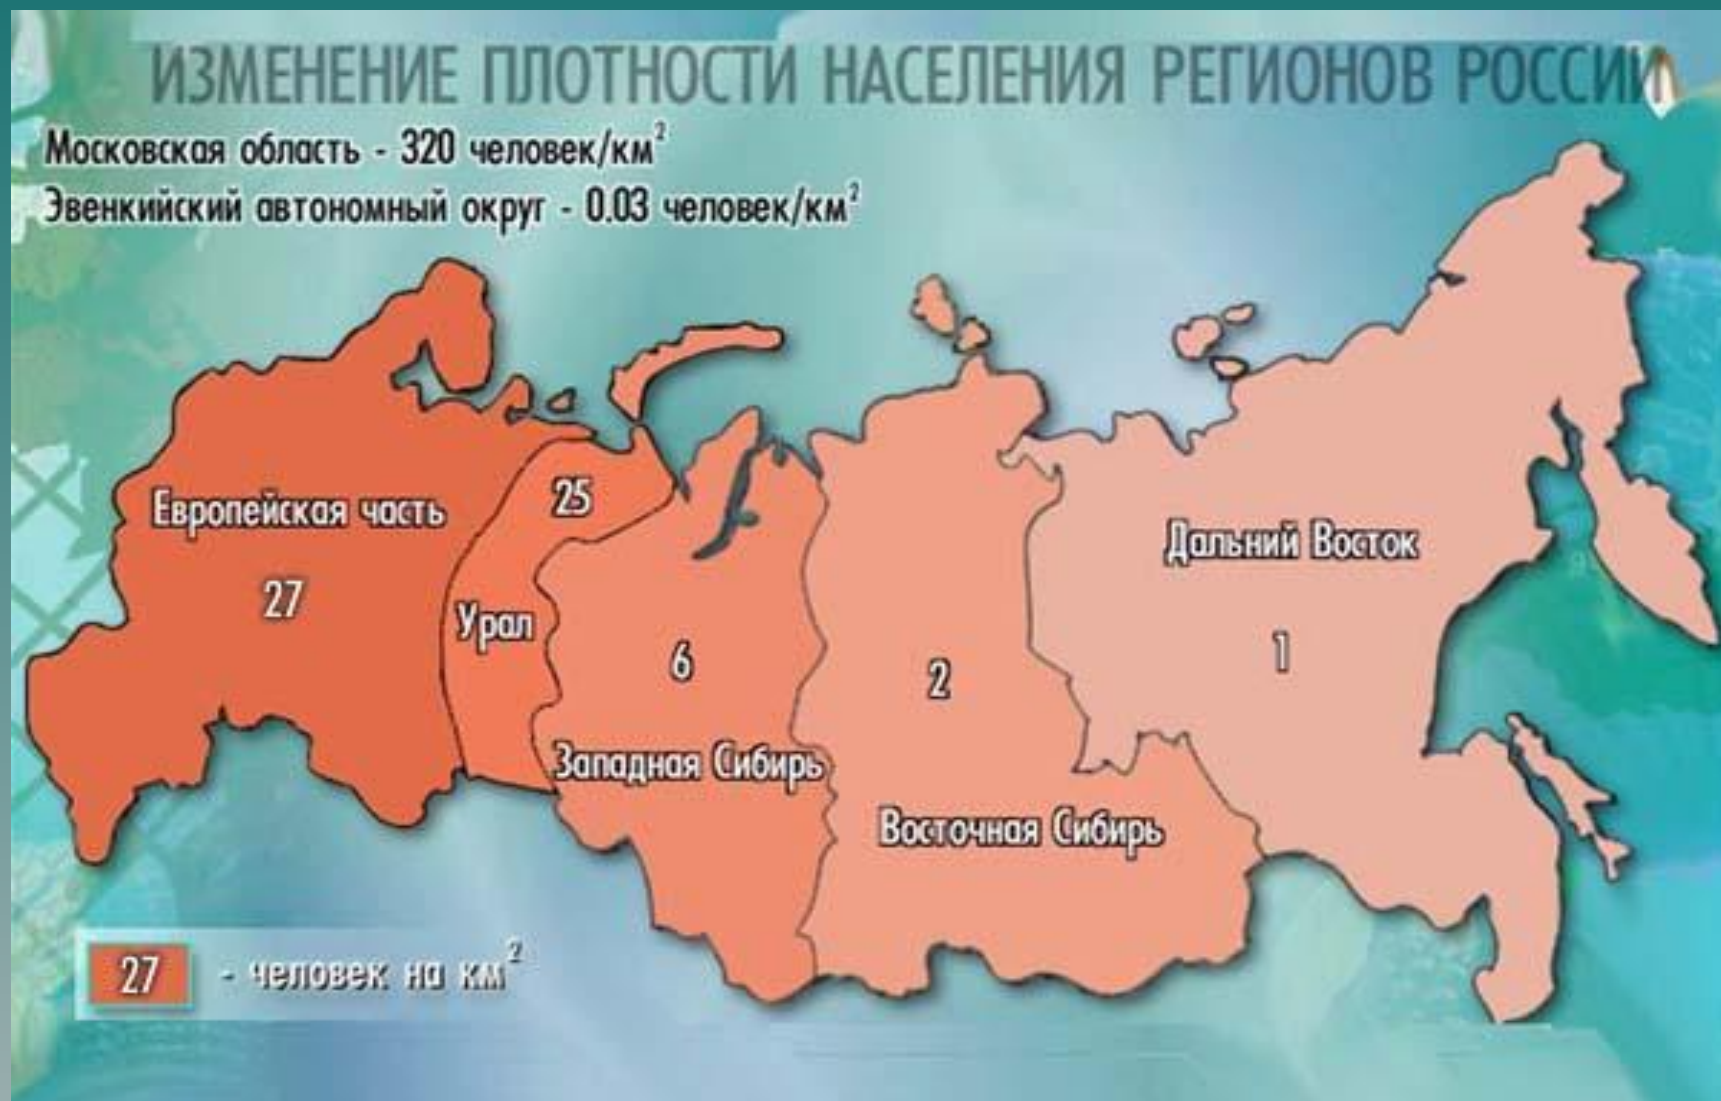 ИЗМЕНЕНИЕ ПЛОТНОСТИ НАСЕЛЕНИЯ РЕГИОНОВ РОССИИ
Московская область - 320 человек/км²
Эвенкийский автономный округ - 0.03 человек/км²
25
Европейская часть
27
Урал
Дальний Восток
1
6
2
Западная Сибирь
Восточная Сибирь
27 - человек на км²